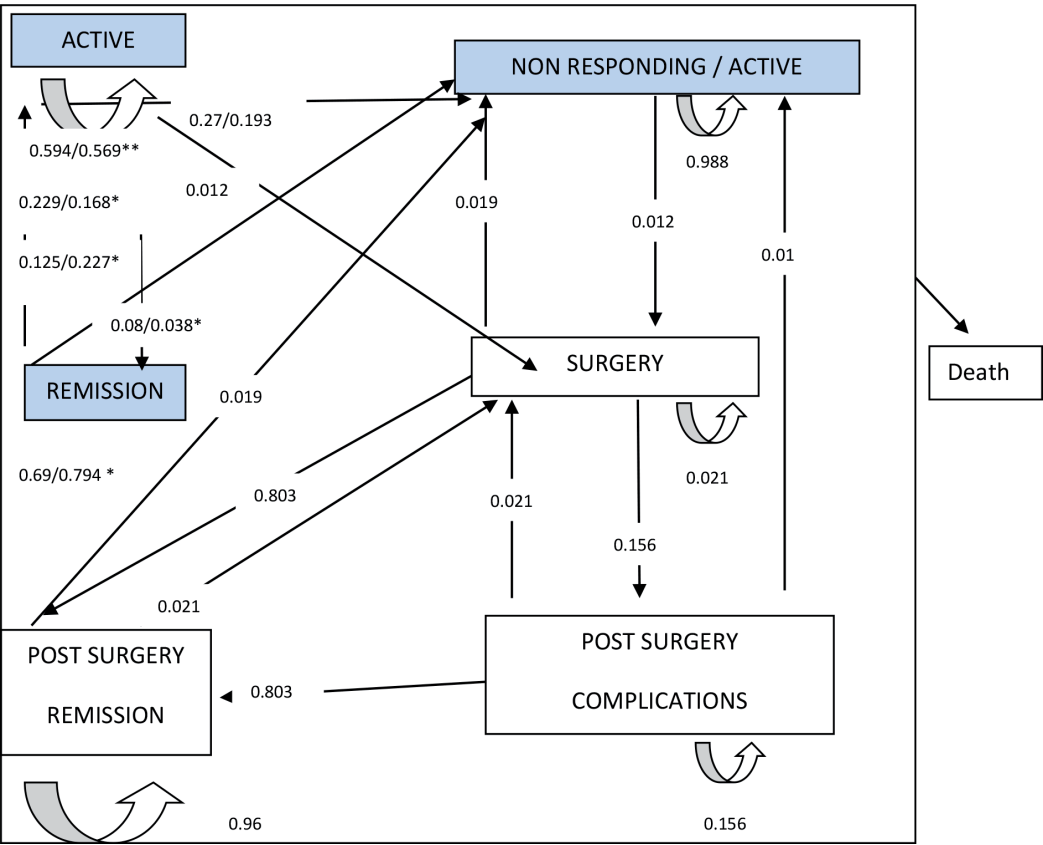 ACTIVE
NON RESPONDING / ACTIVE
0.27/0.193
0.594/0.569**
0.988
0.012
0.229/0.168*
0.019
0.012
0.01
0.125/0.227*
0.08/0.038*
SURGERY
Death
REMISSION
0.019
0.69/0.794 *
0.021
0.803
0.021
0.156
0.021
POST SURGERY
REMISSION
POST SURGERY
COMPLICATIONS
0.803
0.96
0.156